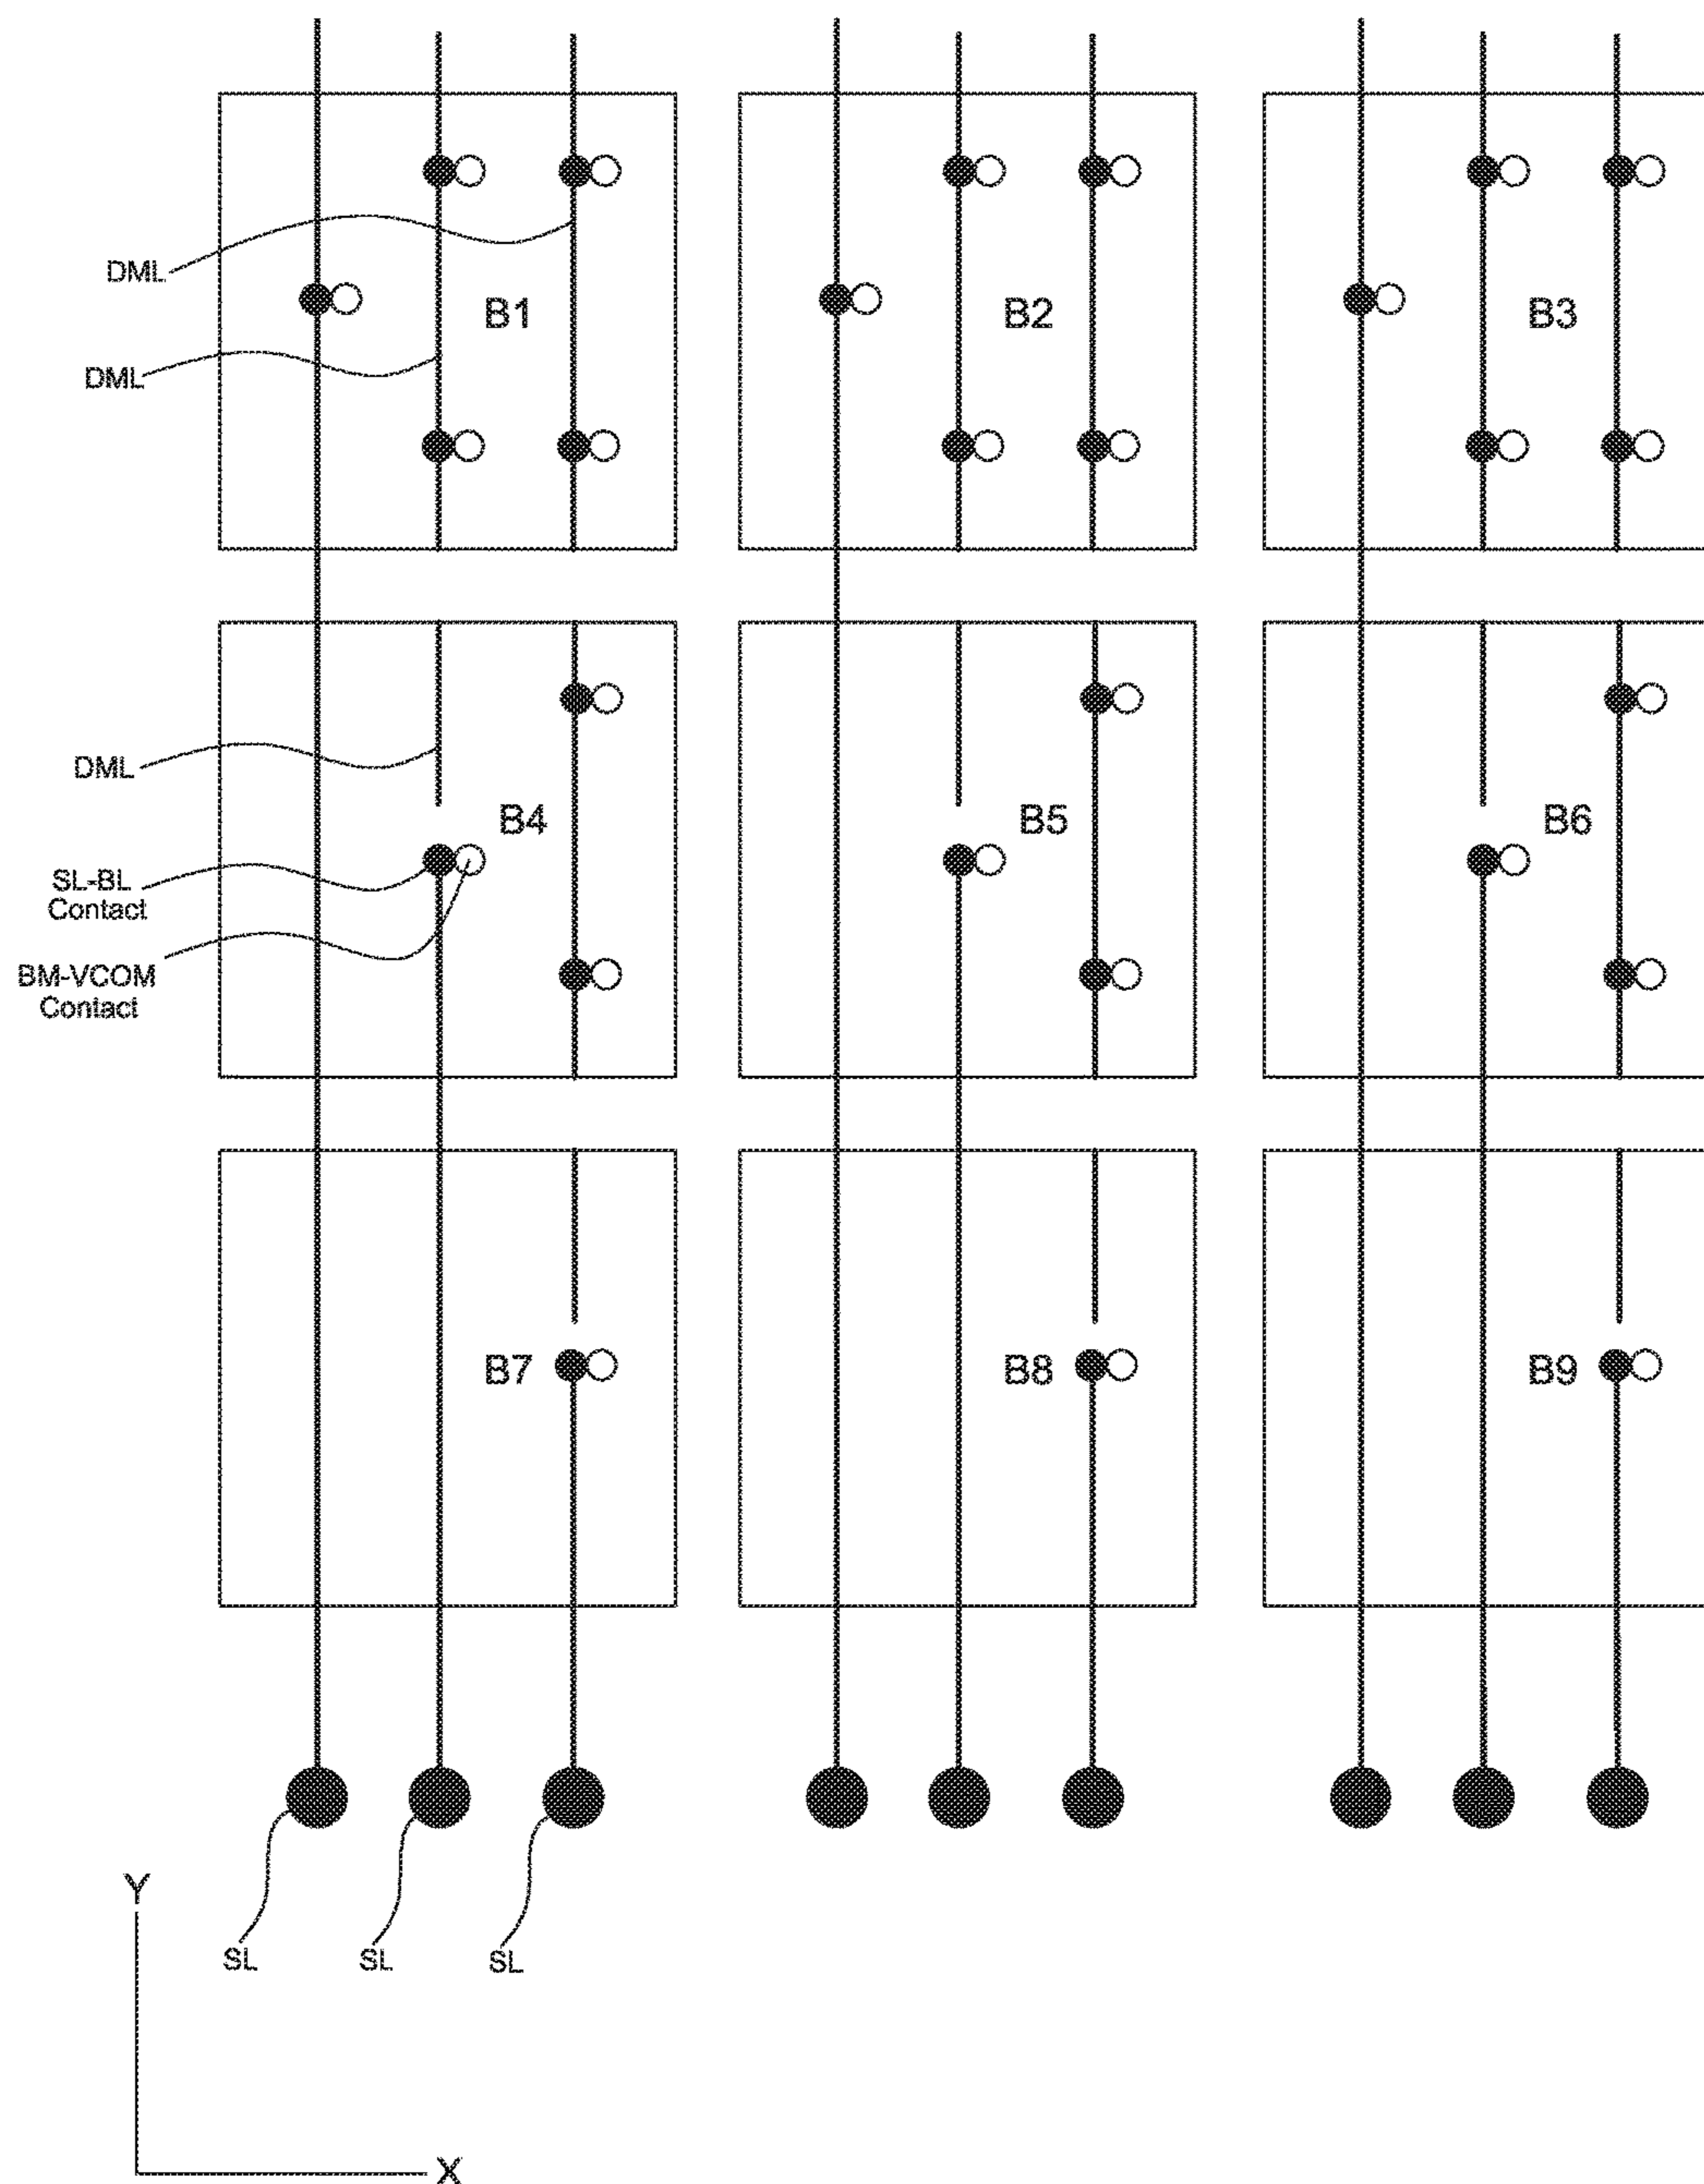 DML
B1
B2
B3
DML
DML
B4
B5
B6
SL-BL
Contact
BM-VCOM
Contact
B7
B8
B9
SL
SL
SL
Y
X